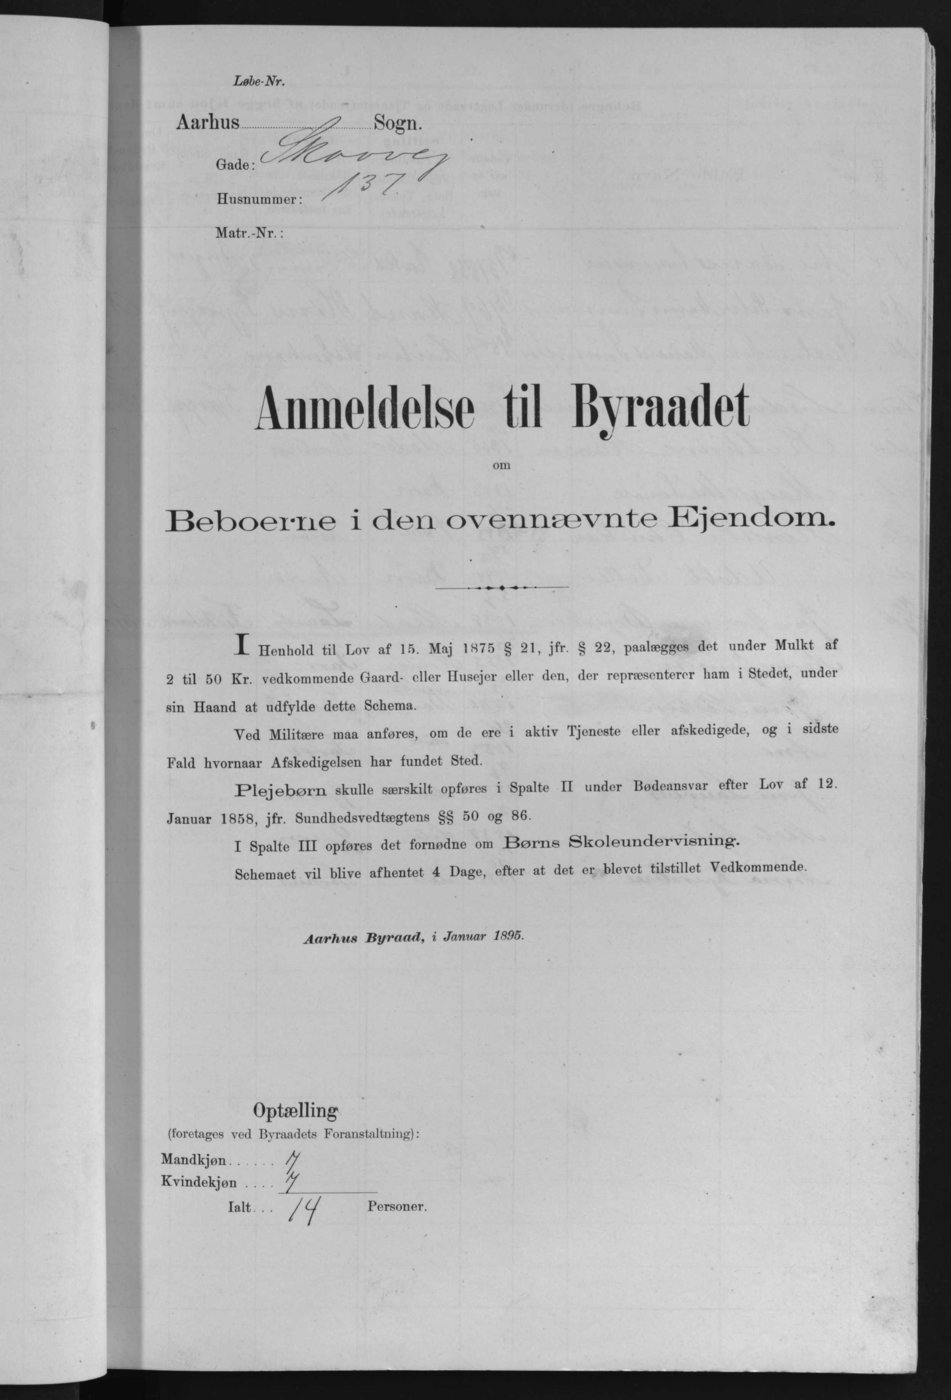 Løbe-Nr.
Aarhus Sogn.
Gade: Skovvej
Husnummer: 137.
Matr.-Nr.:
Anmeldelse til Byraadet
om
Beboerne i den ovennævnte Ejendom.
I Henhold til Lov af 15. Maj 1875 § 21, jfr. § 22, paalægges det under Mulkt af
2 til 50 Kr. vedkommende Gaard- eller Husejer eller den, der repræsenterer ham i Stedet, under
sin Haand at udfylde dette Schema.
Ved Militære maa anføres, om de ere i aktiv Tjeneste eller afskedigede, og i sidste
Fald hvornaar Afskedigelsen har fundet Sted.
Plejebørn skulle særskilt opføres i Spalte II under Bødeansvar efter Lov af 12.
Januar 1858, jfr. Sundhedsvedtægtens §§ 50 og 86.
I Spalte III opføres det fornødne om Børns Skoleundervisning.
Schemaet vil blive afhentet 4 Dage, efter at det er blevet tilstillet Vedkommende.
Aarhus Byraad, i Januar 1895.
Optælling
(foretages ved Byraadets Foranstaltning):
Mandkjøn...... 7
Kvindekjøn .... 7
Ialt... 14 Personer.